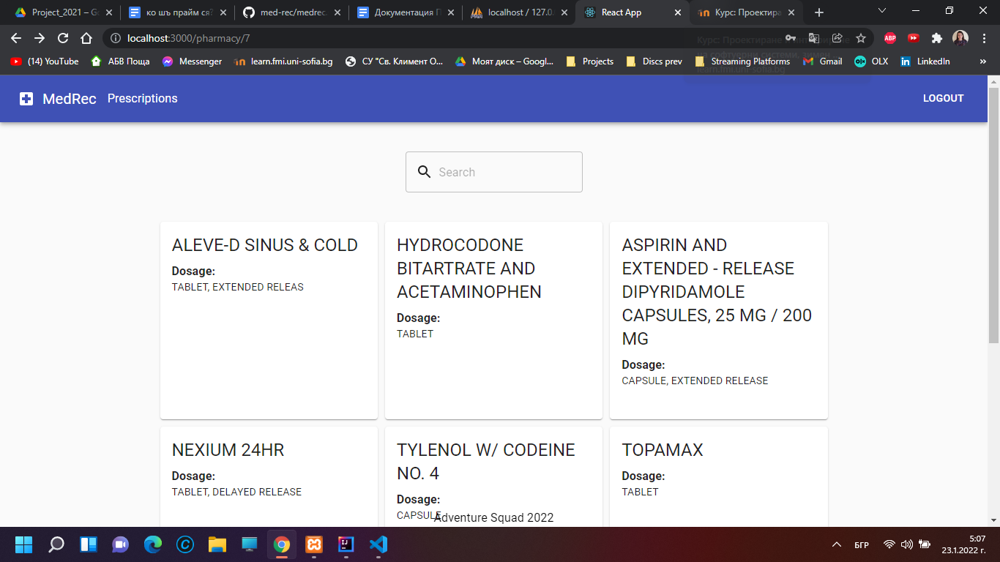 Project_2021 – Go
ко шъ прайм ся?
med-rec/medrec
Документация П
localhost / 127.0.
React App
Курс: Проектира
localhost:3000/pharmacy/7
(14) YouTube
АБВ Поща
Messenger
learn.fmi.uni-sofia.bg
СУ "Св. Климент О...
Моят диск – Googl...
Projects
Discs prev
Streaming Platforms
Gmail
OLX
LinkedIn
»
ABP
MedRec
Prescriptions
LOGOUT
Search
ALEVE-D SINUS & COLD
Dosage:
TABLET, EXTENDED RELEAS
HYDROCODONE
BITARTRATE AND
ACETAMINOPHEN
Dosage:
TABLET
ASPIRIN AND
EXTENDED - RELEASE
DIPYRIDAMOLE
CAPSULES, 25 MG / 200
MG
Dosage:
CAPSULE, EXTENDED RELEASE
NEXIUM 24HR
Dosage:
TABLET, DELAYED RELEASE
TYLENOL W/ CODEINE
NO. 4
Dosage:
CAPSULE
TOPAMAX
Dosage:
TABLET
Adventure Squad 2022
БГР
5:07
23.1.2022 г.